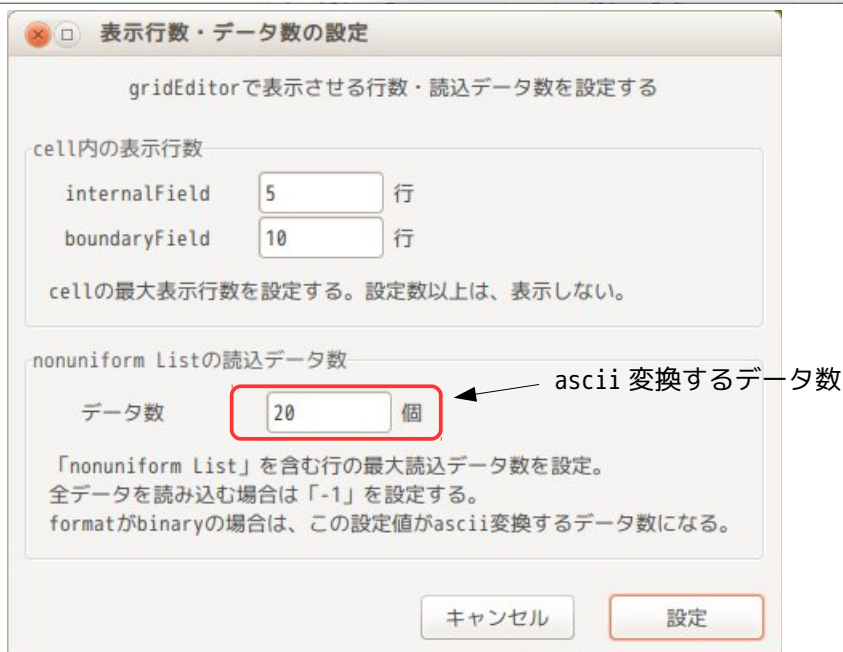 表示行数・データ数の設定
gridEditorで表示させる行数・読込データ数を設定する
cell内の表示行数
internalField 5 行
boundaryField 10 行
cellの最大表示行数を設定する。設定数以上は、表示しない。
nonuniform Listの読込データ数
ascii 変換するデータ数
データ数 20 個
「nonuniform List」を含む行の最大読込データ数を設定。
全データを読み込む場合は「-1」を設定する。
formatがbinaryの場合は、この設定値がascii変換するデータ数になる。
キャンセル 設定